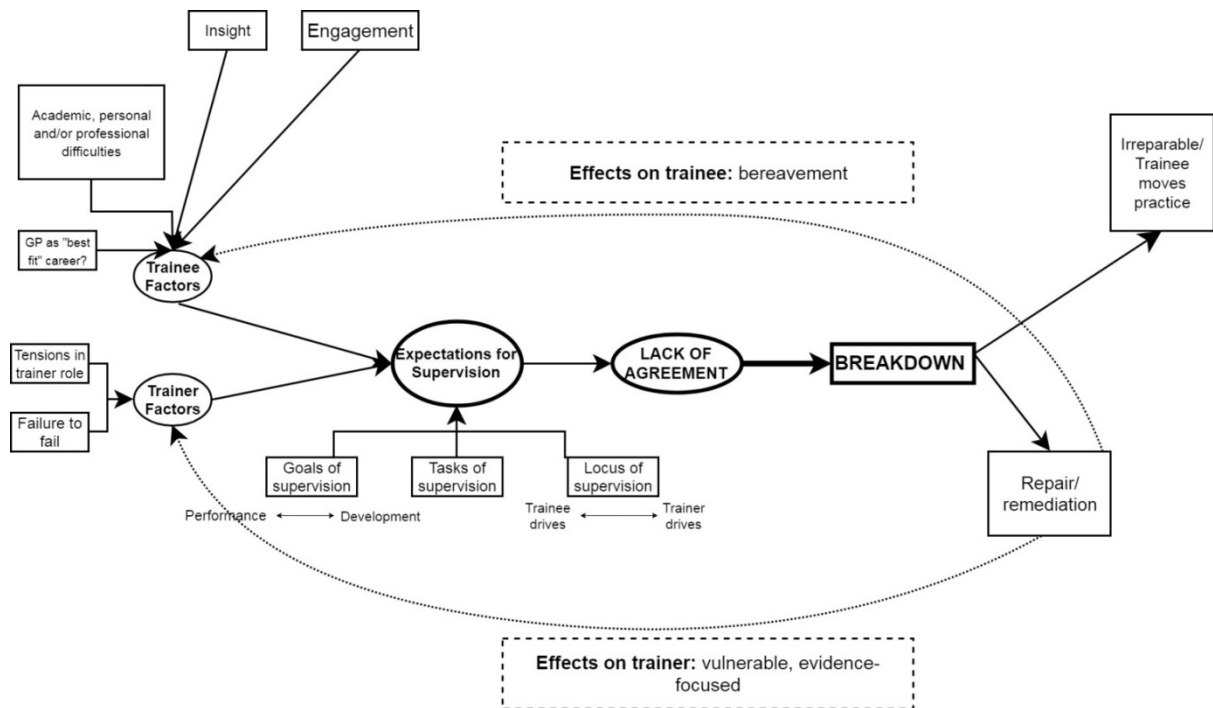 Insight
Engagement
Academic, personal
and/or professional
difficulties
Effects on trainee: bereavement
Irreparable/
Trainee
moves
practice
GP as "best
fit" career?
Trainee
Factors
Tensions in
trainer role
Failure to
fail
Trainer
Factors
Expectations for
Supervision
LACK OF
AGREEMENT
BREAKDOWN
Goals of
supervision
Tasks of
supervision
Locus of
supervision
Performance
Development
Trainee
drives
Trainer
drives
Repair/
remediation
Effects on trainer: vulnerable, evidence-
focused